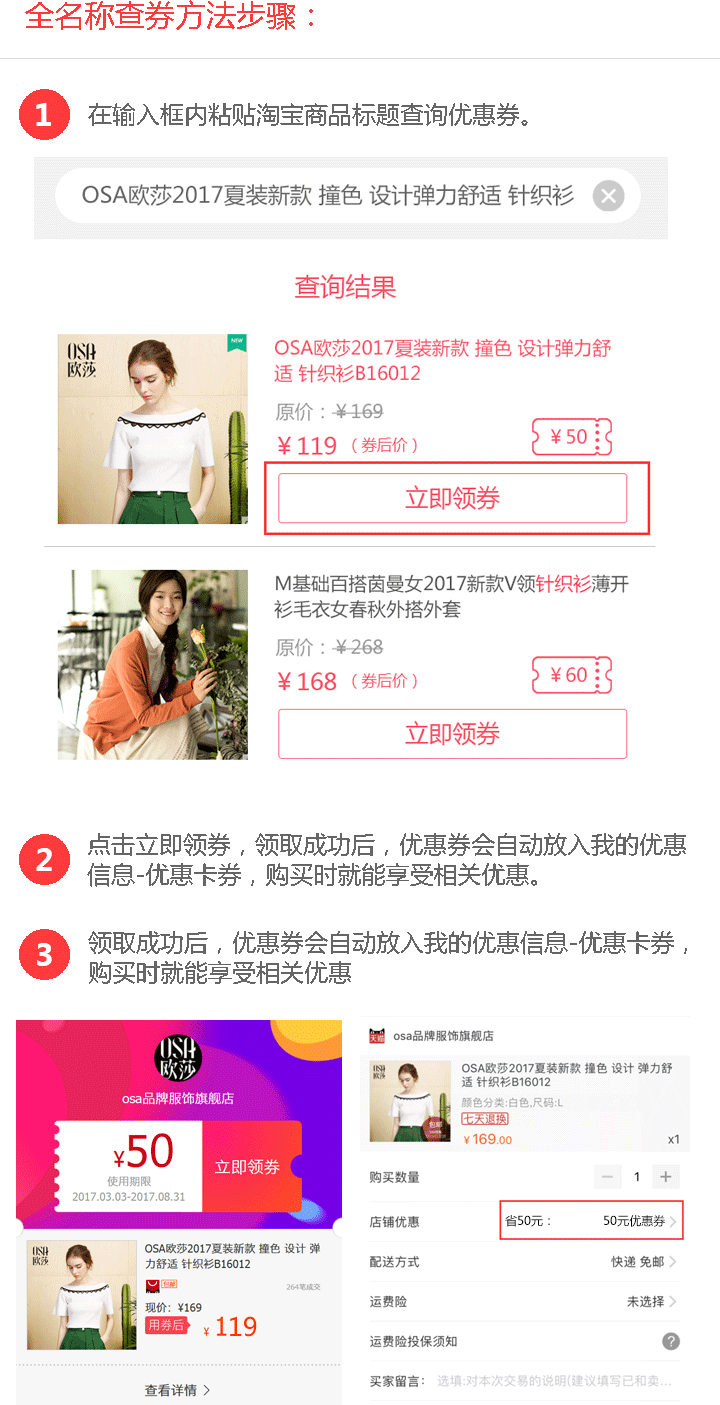 全名称查券方法步骤：
1
在输入框内粘贴淘宝商品标题查询优惠券。
OSA欧莎2017夏装新款 撞色 设计弹力舒适 针织衫
查询结果
OSA
欧莎
NEW
OSA欧莎2017夏装新款 撞色 设计弹力舒
适 针织衫B16012
原价：￥169
￥119（券后价）
￥50
立即领券
M基础百搭茵曼女2017新款V领针织衫薄开
衫毛衣女春秋外搭外套
原价：￥268
￥168（券后价）
￥60
立即领券
2
点击立即领券，领取成功后，优惠券会自动放入我的优惠
信息-优惠卡券，购买时就能享受相关优惠。
3
领取成功后，优惠券会自动放入我的优惠信息-优惠卡券，
购买时就能享受相关优惠
OSA
欧莎
osa品牌服饰旗舰店
¥50
使用期限
2017.03.03-2017.08.31
立即领券
OSA
欧莎
OSA欧莎2017夏装新款 撞色 设计 弹
力舒适 针织衫B16012
包邮
264笔成交
现价：¥169
用券后
¥ 119
查看详情
天猫
osa品牌服饰旗舰店
OSA
欧莎
包邮
OSA欧莎2017夏装新款 撞色 设计 弹力舒
适 针织衫B16012
颜色分类:白色,尺码:L
七天退换
¥169.00
x1
购买数量
1
店铺优惠
省50元：
50元优惠券
配送方式
快递 免邮
运费险
未选择
运费险投保须知
?
买家留言：
选填:对本次交易的说明(建议填写已和卖...